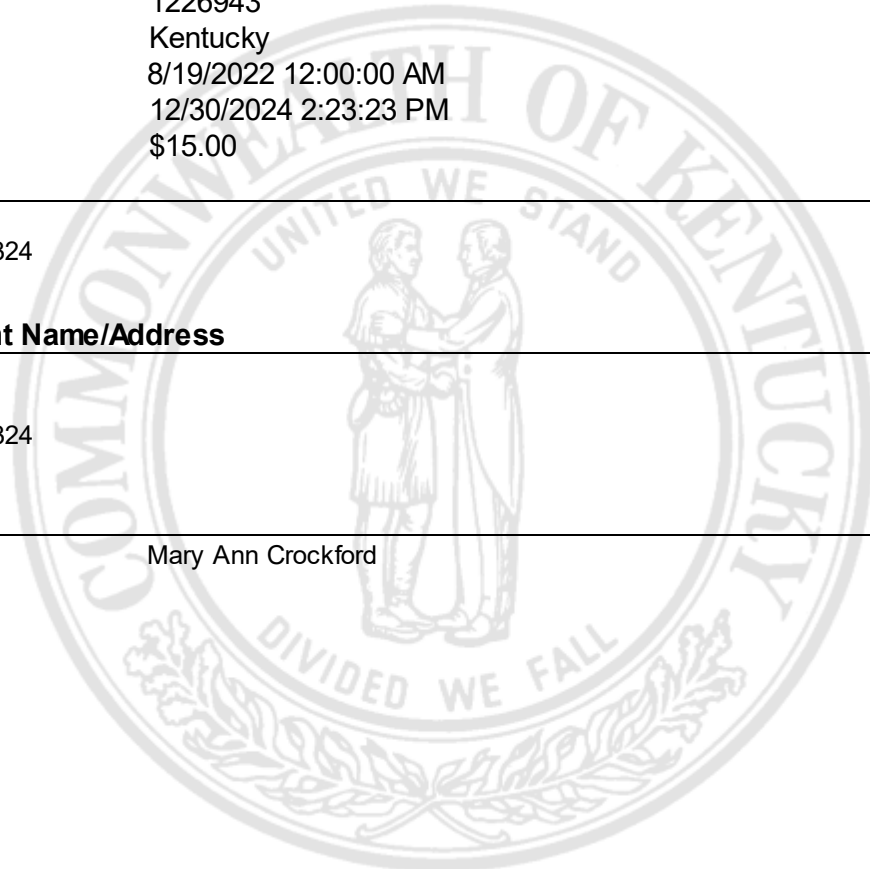 1226943
Kentucky
8/19/2022 12:00:00 AM
12/30/2024 2:23:23 PM
$15.00
COMMONWEALTH OF KENTUCKY
UNITED WE STAND
324
Name/Address
324
Mary Ann Crockford
DIVIDED WE FALL